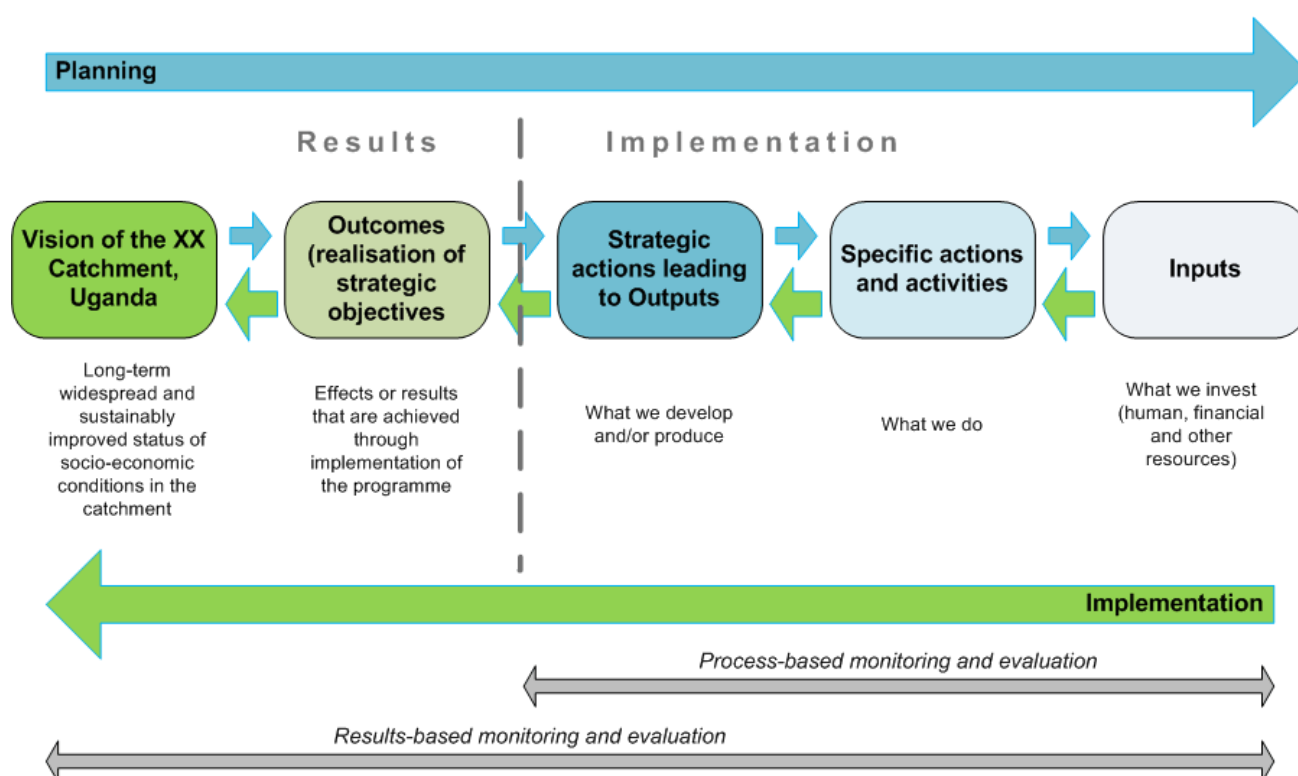 Planning
Results
Implementation
Vision of the XX
Catchment,
Uganda
Outcomes
(realisation of
strategic
objectives
Strategic
actions leading
to Outputs
Specific actions
and activities
Inputs
Long-term
widespread and
sustainably
improved status of
socio-economic
conditions in the
catchment
Effects or results
that are achieved
through
implementation of
the programme
What we develop
and/or produce
What we do
What we invest
(human, financial
and other
resources)
Implementation
Process-based monitoring and evaluation
Results-based monitoring and evaluation